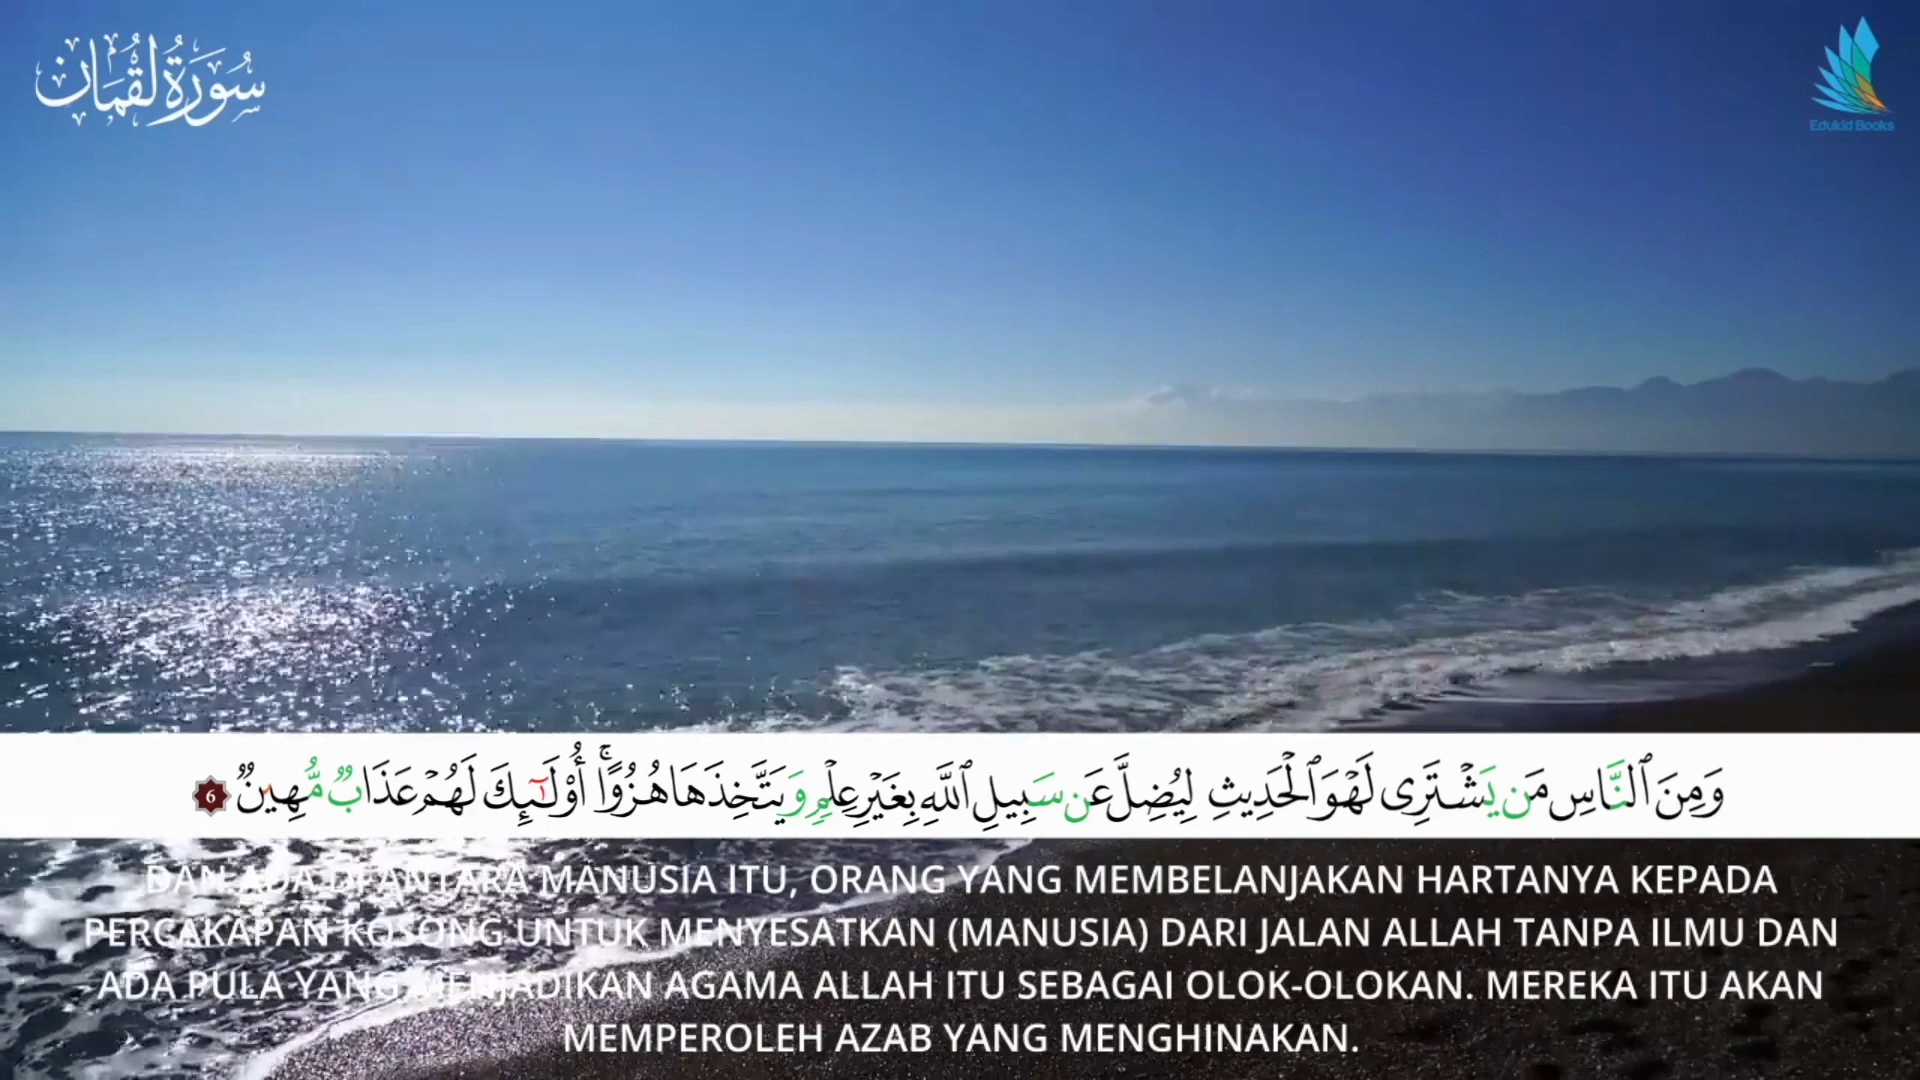 سُورَةُ لُقْمَان
Edukid Books
وَمِنَ ٱلنَّاسِ مَن يَشْتَرِى لَهْوَ ٱلْحَدِيثِ لِيُضِلَّ عَن سَبِيلِ ٱللَّهِ بِغَيْرِ عِلْمٍ وَيَتَّخِذَهَا هُزُوًا ۚ أُو۟لَـٰٓئِكَ لَهُمْ عَذَابٌ مُّهِينٌ 6
DAN ADA DI ANTARA MANUSIA ITU, ORANG YANG MEMBELANJAKAN HARTANYA KEPADA
PERCAKAPAN KOSONG UNTUK MENYESATKAN (MANUSIA) DARI JALAN ALLAH TANPA ILMU DAN
ADA PULA YANG MENJADIKAN AGAMA ALLAH ITU SEBAGAI OLOK-OLOKAN. MEREKA ITU AKAN
MEMPEROLEH AZAB YANG MENGHINAKAN.